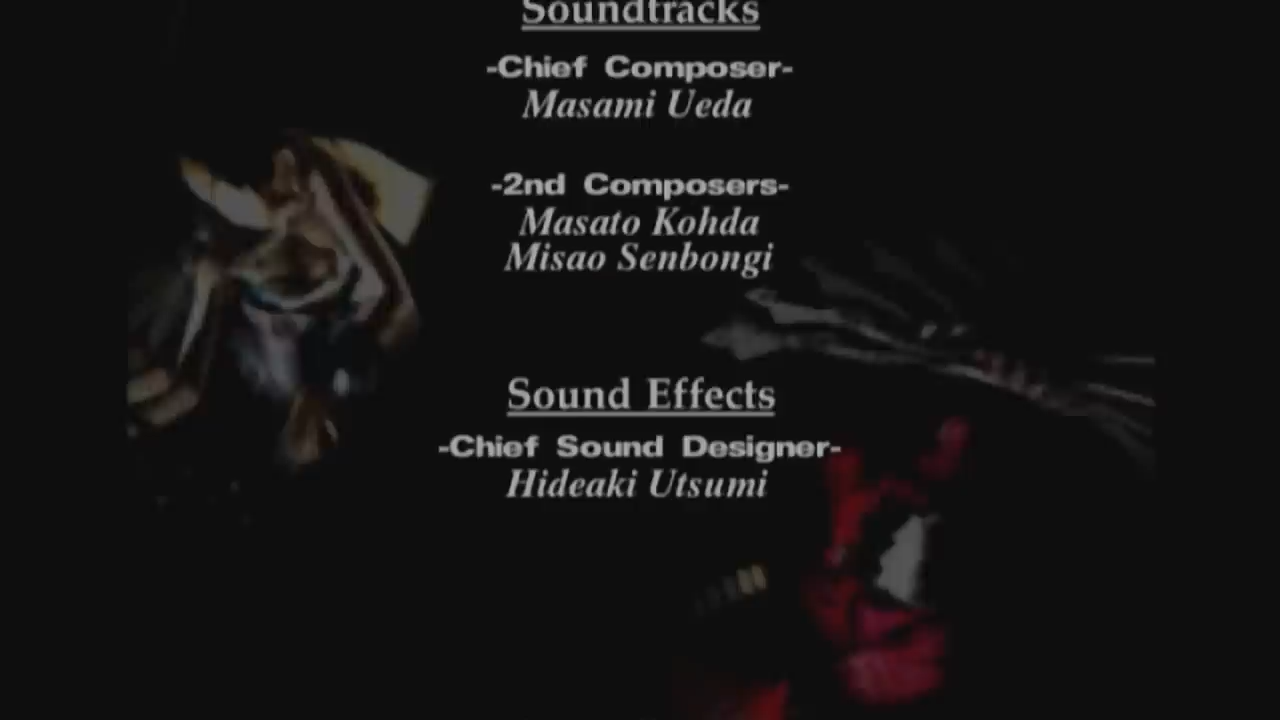 Soundtracks
-Chief Composer-
Masami Ueda
-2nd Composers-
Masato Kohda
Misao Senbongi
Sound Effects
-Chief Sound Designer-
Hideaki Utsumi